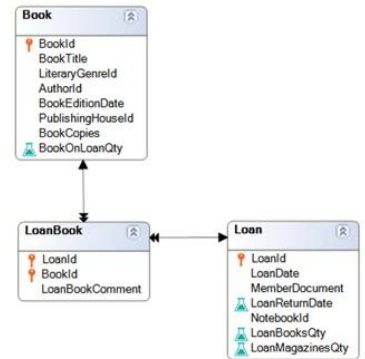 Book
BookId
BookTitle
LiteraryGenreId
AuthorId
BookEditionDate
PublishingHouseId
BookCopies
BookOnLoanQty
LoanBook
LoanId
BookId
LoanBookComment
Loan
LoanId
LoanDate
MemberDocument
LoanReturnDate
NotebookId
LoanBooksQty
LoanMagazinesQty